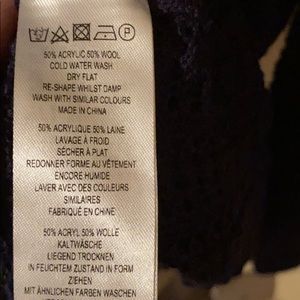 50% ACRYLIC 50% WOOL
COLD WATER WASH
DRY FLAT
RE-SHAPE WHILST DAMP
WASH WITH SIMILAR COLOURS
MADE IN CHINA
50% ACRYLIQUE 50% LAINE
LAVAGE À FROID
SÉCHER À PLAT
REDONNER FORME AU VÊTEMENT
ENCORE HUMIDE
LAVER AVEC DES COULEURS
SIMILAIRES
FABRIQUÉ EN CHINE
50% ACRYL 50% WOLLE
KALTWÄSCHE
LIEGEND TROCKNEN
IN FEUCHTEM ZUSTAND IN FORM
ZIEHEN
MIT ÄHNLICHEN FARBEN WASCHEN